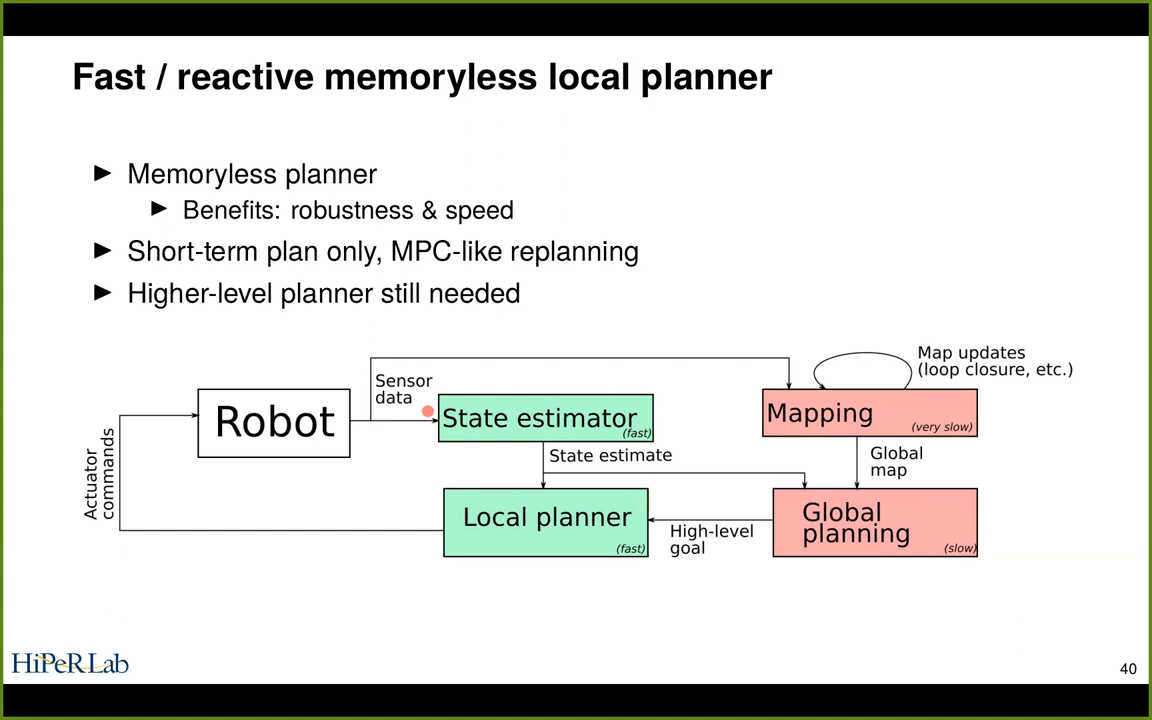 Fast / reactive memoryless local planner
Memoryless planner
Benefits: robustness & speed
Short-term plan only, MPC-like replanning
Higher-level planner still needed
Map updates
(loop closure, etc.)
Sensor
data
Robot
State estimator
(fast)
Mapping
(very slow)
Actuator
commands
State estimate
Global
map
Local planner
(fast)
High-level
goal
Global
planning
(slow)
HiPeRLab
40